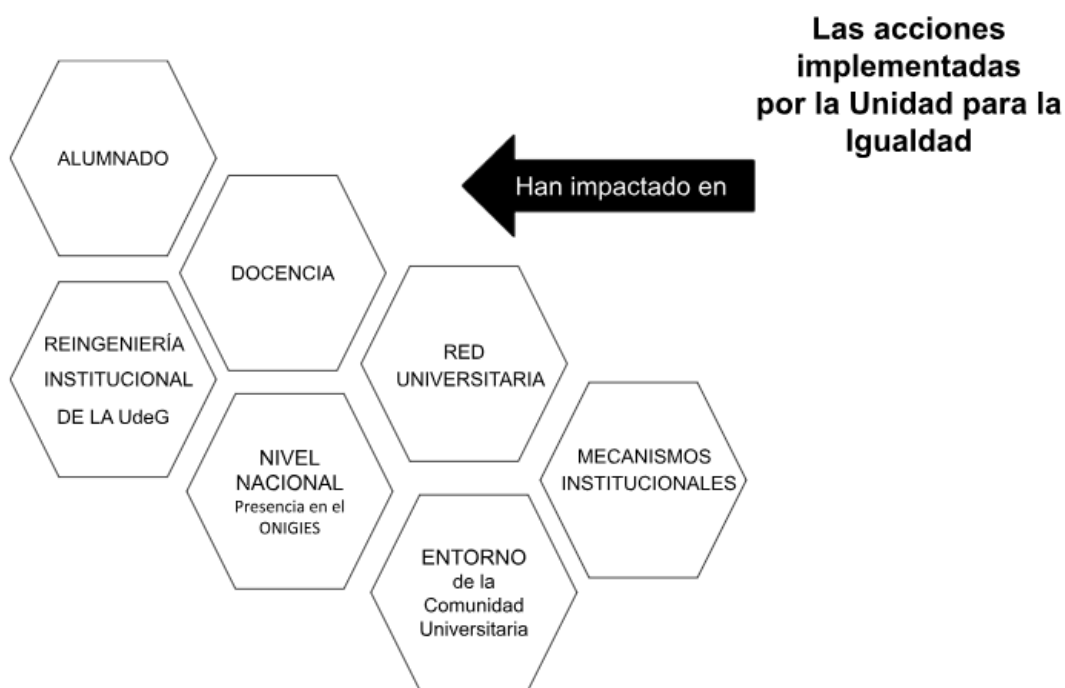 Las acciones
implementadas
por la Unidad para la
Igualdad
Han impactado en
ALUMNADO
DOCENCIA
REINGENIERÍA
INSTITUCIONAL
DE LA UdeG
RED
UNIVERSITARIA
NIVEL
NACIONAL
Presencia en el
ONIGIES
MECANISMOS
INSTITUCIONALES
ENTORNO
de la
Comunidad
Universitaria